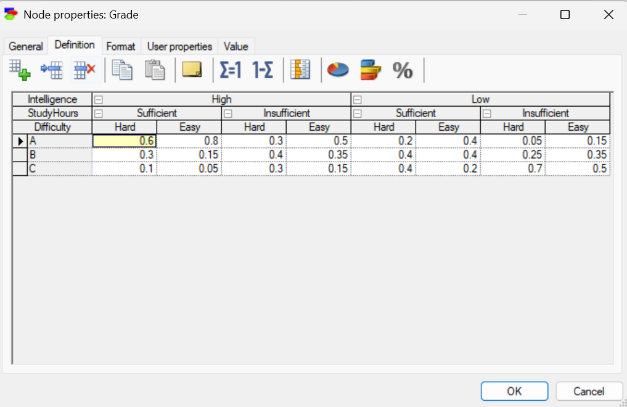 Node properties: Grade
General Definition Format User properties Value
Σ=1 1-Σ %
Intelligence High Low
StudyHours Sufficient Insufficient Sufficient Insufficient
Difficulty Hard Easy Hard Easy Hard Easy Hard Easy
A 0.6 0.8 0.3 0.5 0.2 0.4 0.05 0.15
B 0.3 0.15 0.4 0.35 0.4 0.4 0.25 0.35
C 0.1 0.05 0.3 0.15 0.4 0.2 0.7 0.5
OK Cancel